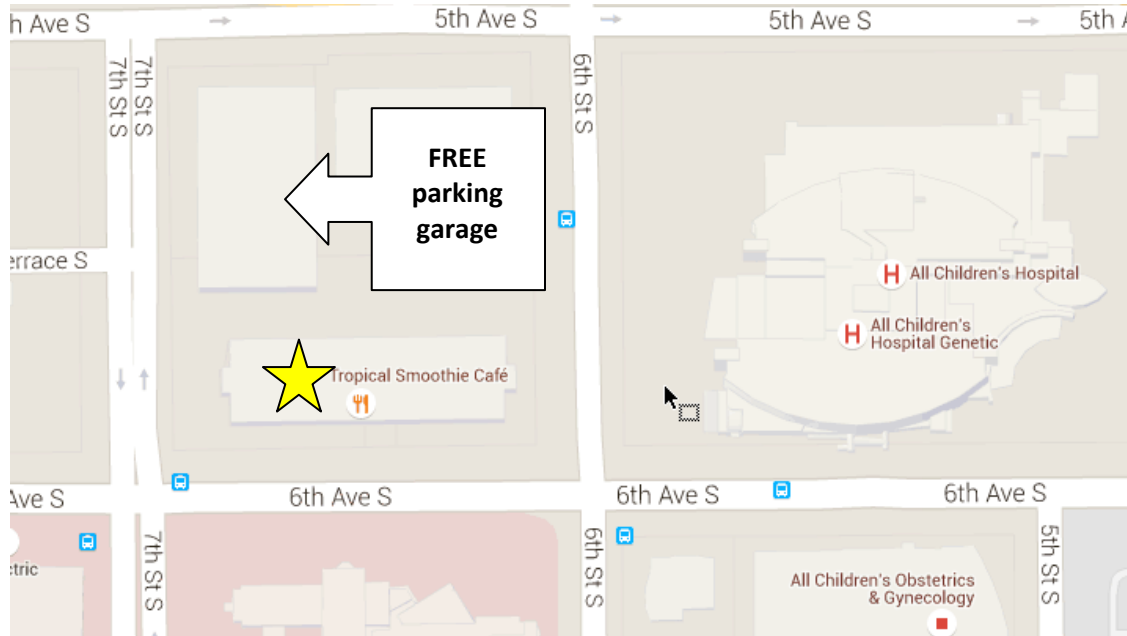 h Ave S
5th Ave S
5th Ave S
5th A
7th St S
7th St S
6th St S
FREE
parking
garage
errace S
All Children's Hospital
All Children's
Hospital Genetic
Tropical Smoothie Café
Ave S
6th Ave S
6th Ave S
6th Ave S
ctric
7th St S
6th St S
5th St S
All Children's Obstetrics
& Gynecology